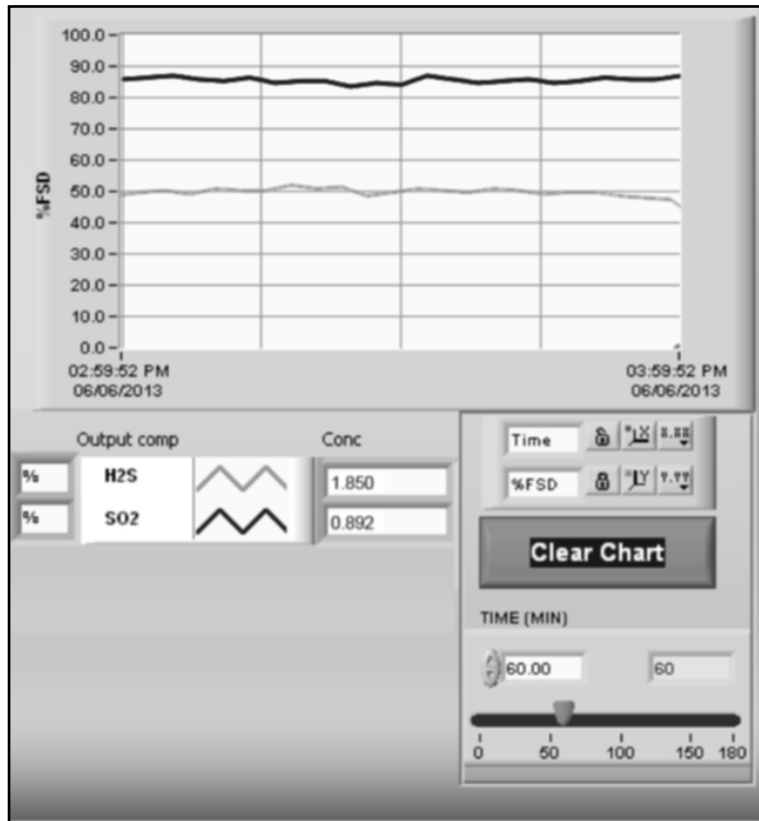 100.0
90.0
80.0
70.0
60.0
50.0
40.0
30.0
20.0
10.0
0.0
%FSD
02:59:52 PM 03:59:52 PM
06/06/2013 06/06/2013
Output comp Conc
% H2S 1.850
% SO2 0.892
Time X.XX
%FSD Y.YY
Clear Chart
TIME (MIN)
60.00 60
0 50 100 150 180